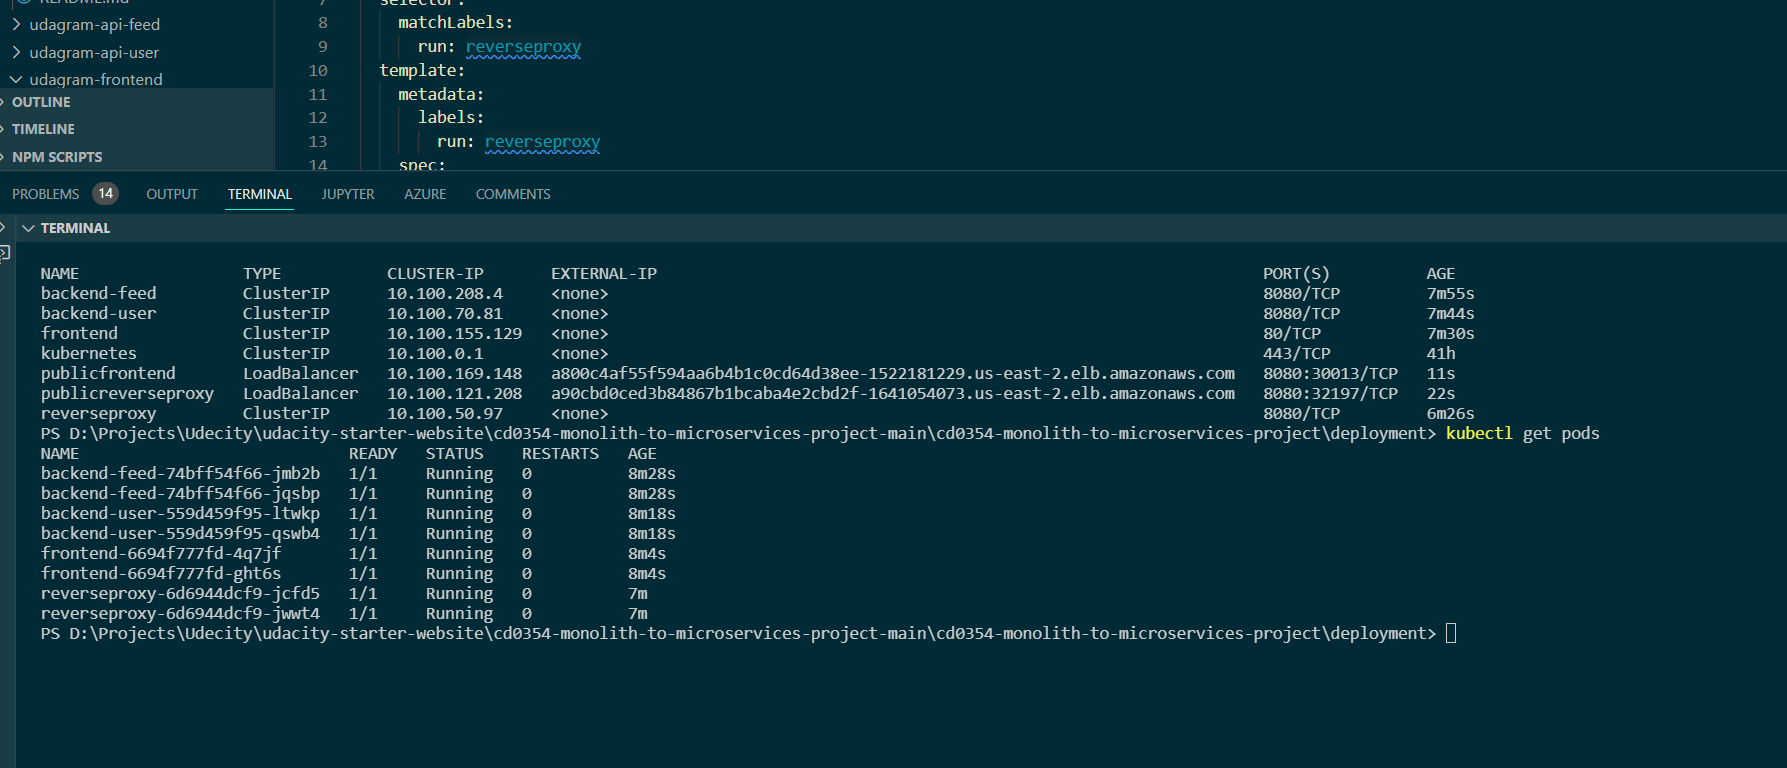 README.md
udagram-api-feed
udagram-api-user
udagram-frontend
OUTLINE
TIMELINE
NPM SCRIPTS
7 selector:
8 matchLabels:
9 run: reverseproxy
10 template:
11 metadata:
12 labels:
13 run: reverseproxy
14 spec:
PROBLEMS 14 OUTPUT TERMINAL JUPYTER AZURE COMMENTS
TERMINAL
NAME TYPE CLUSTER-IP EXTERNAL-IP PORT(S) AGE
backend-feed ClusterIP 10.100.208.4 <none> 8080/TCP 7m55s
backend-user ClusterIP 10.100.70.81 <none> 8080/TCP 7m44s
frontend ClusterIP 10.100.155.129 <none> 80/TCP 7m30s
kubernetes ClusterIP 10.100.0.1 <none> 443/TCP 41h
publicfrontend LoadBalancer 10.100.169.148 a800c4af55f594aa6b4b1c0cd64d38ee-1522181229.us-east-2.elb.amazonaws.com 8080:30013/TCP 11s
publicreverseproxy LoadBalancer 10.100.121.208 a90cbd0ced3b84867b1bcaba4e2cbd2f-1641054073.us-east-2.elb.amazonaws.com 8080:32197/TCP 22s
reverseproxy ClusterIP 10.100.50.97 <none> 8080/TCP 6m26s
PS D:\Projects\Udecity\udacity-starter-website\cd0354-monolith-to-microservices-project-main\cd0354-monolith-to-microservices-project\deployment> kubectl get pods
NAME READY STATUS RESTARTS AGE
backend-feed-74bff54f66-jmb2b 1/1 Running 0 8m28s
backend-feed-74bff54f66-jqsbp 1/1 Running 0 8m28s
backend-user-559d459f95-ltwkp 1/1 Running 0 8m18s
backend-user-559d459f95-qswb4 1/1 Running 0 8m18s
frontend-6694f777fd-4q7jf 1/1 Running 0 8m4s
frontend-6694f777fd-ght6s 1/1 Running 0 8m4s
reverseproxy-6d6944dcf9-jcfd5 1/1 Running 0 7m
reverseproxy-6d6944dcf9-jwwt4 1/1 Running 0 7m
PS D:\Projects\Udecity\udacity-starter-website\cd0354-monolith-to-microservices-project-main\cd0354-monolith-to-microservices-project\deployment>